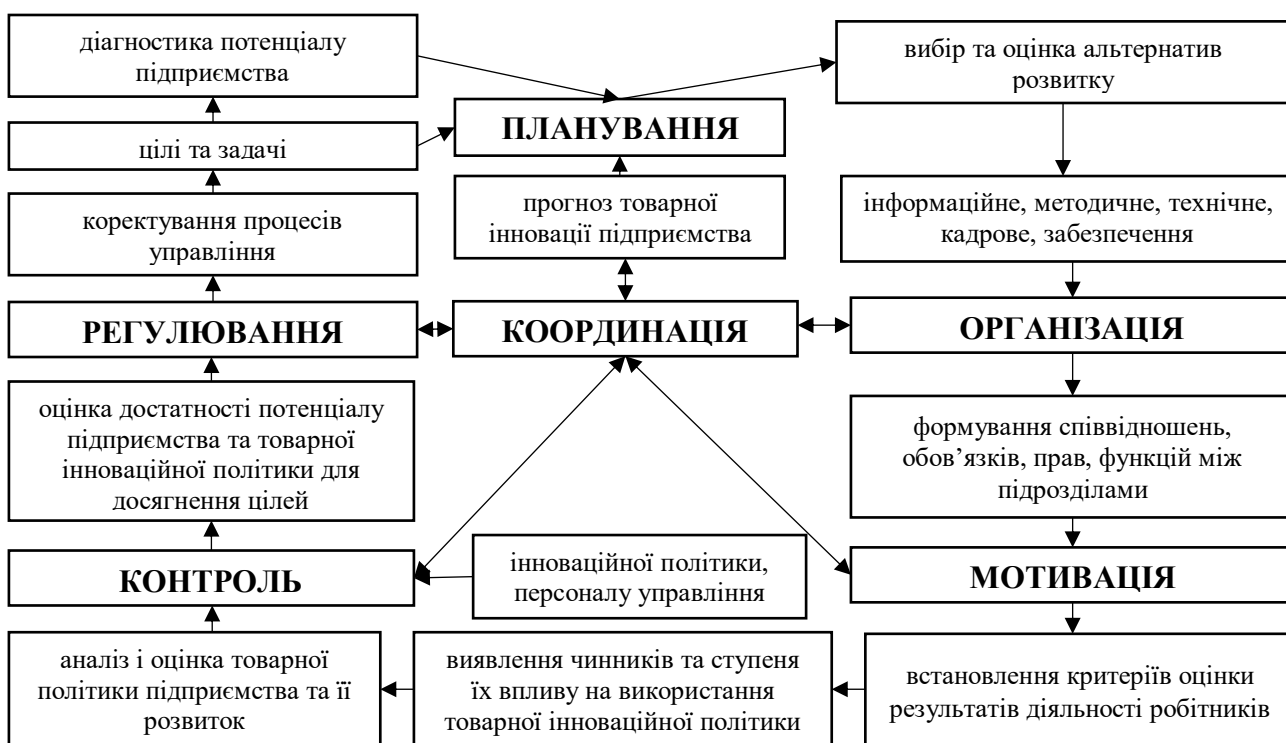 діагностика потенціалу
підприємства
вибір та оцінка альтернатив
розвитку
ПЛАНУВАННЯ
цілі та задачі
коректування процесів
управління
прогноз товарної
інновації підприємства
інформаційне, методичне, технічне,
кадрове, забезпечення
РЕГУЛЮВАННЯ
КООРДИНАЦІЯ
ОРГАНІЗАЦІЯ
оцінка достатності потенціалу
підприємства та товарної
інноваційної політики для
досягнення цілей
формування співвідношень,
обов’язків, прав, функцій між
підрозділами
КОНТРОЛЬ
інноваційної політики,
персоналу управління
МОТИВАЦІЯ
аналіз і оцінка товарної
політики підприємства та її
розвиток
виявлення чинників та ступеня
їх впливу на використання
товарної інноваційної політики
встановлення критеріїв оцінки
результатів діяльності робітників